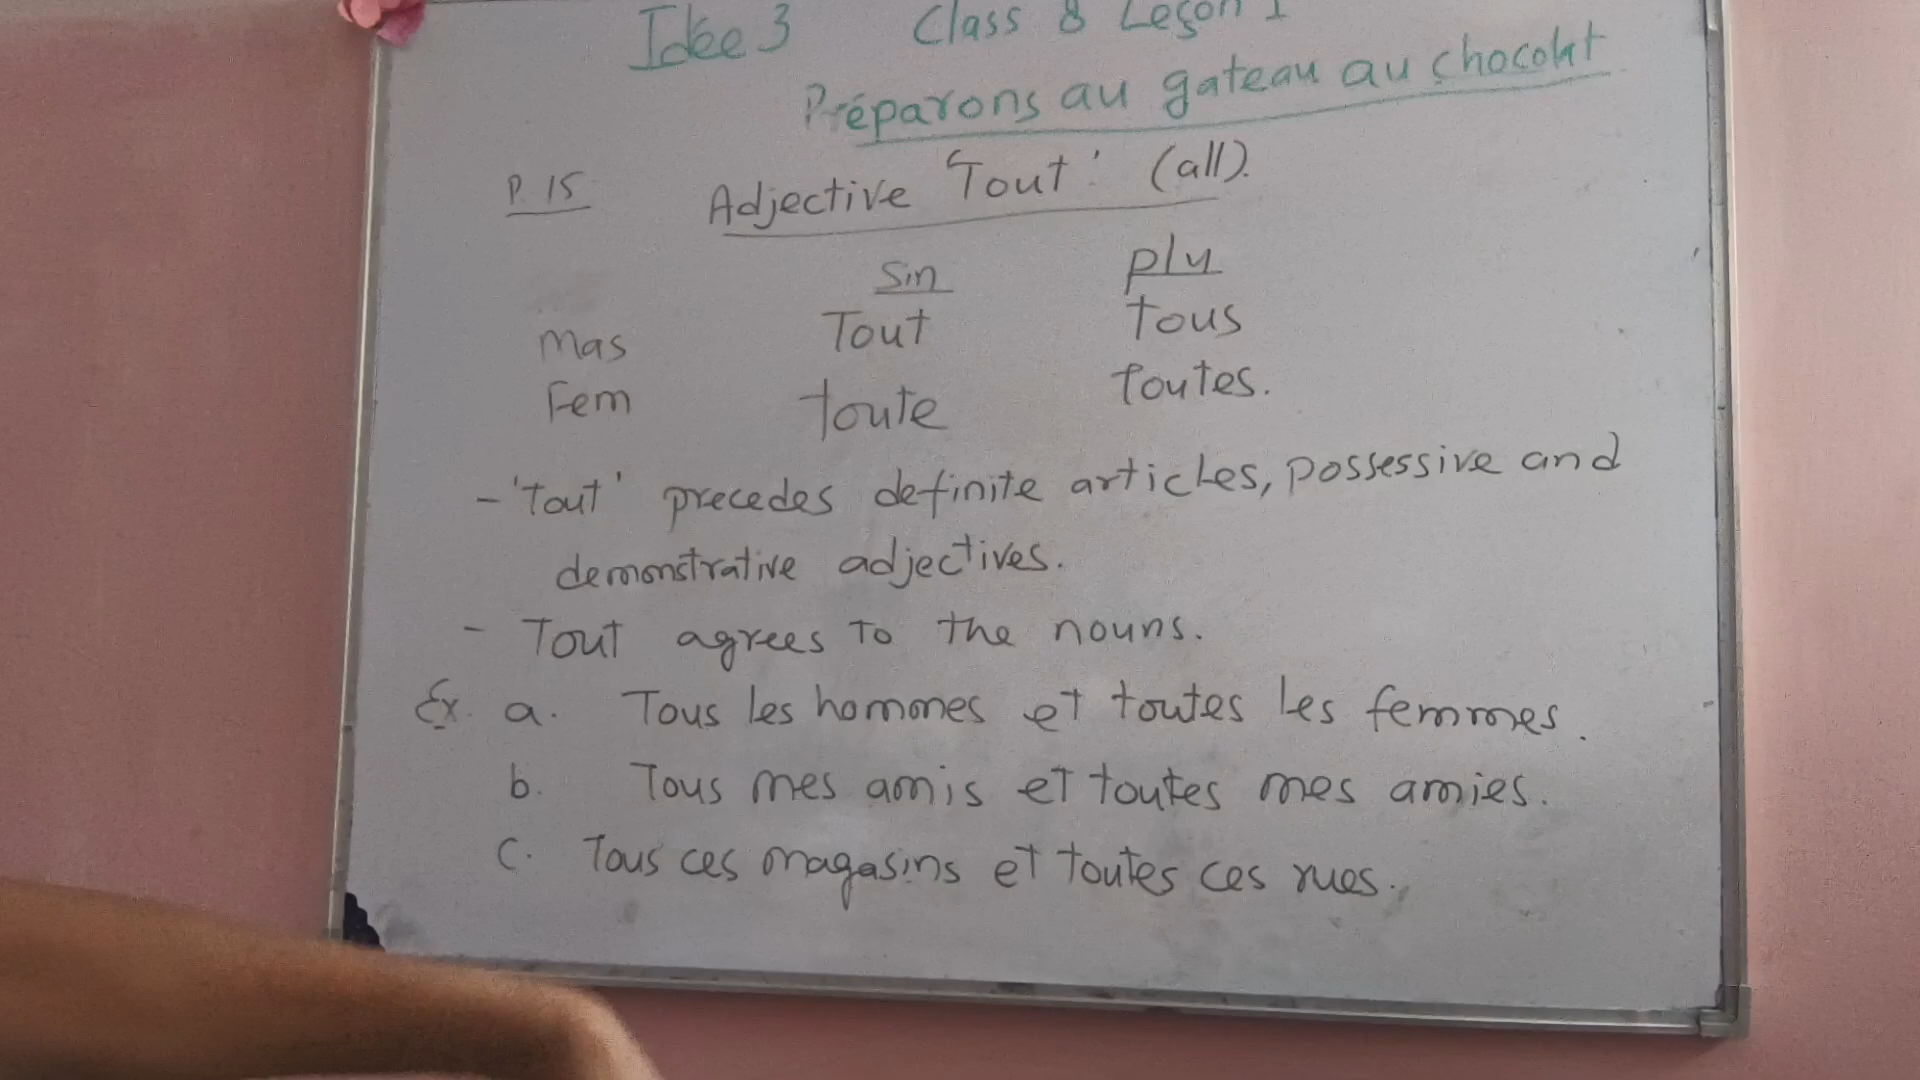 Idée 3 Class 8 Leçon 1
Préparons au gateau au chocolat
P. 15 Adjective 'Tout' (all).
Sin plu
Mas Tout Tous
Fem toute toutes.
- 'tout' precedes definite articles, possessive and
demonstrative adjectives.
- Tout agrees to the nouns.
Ex. a. Tous les hommes et toutes les femmes.
b. Tous mes amis et toutes mes amies.
c. Tous ces magasins et toutes ces rues.